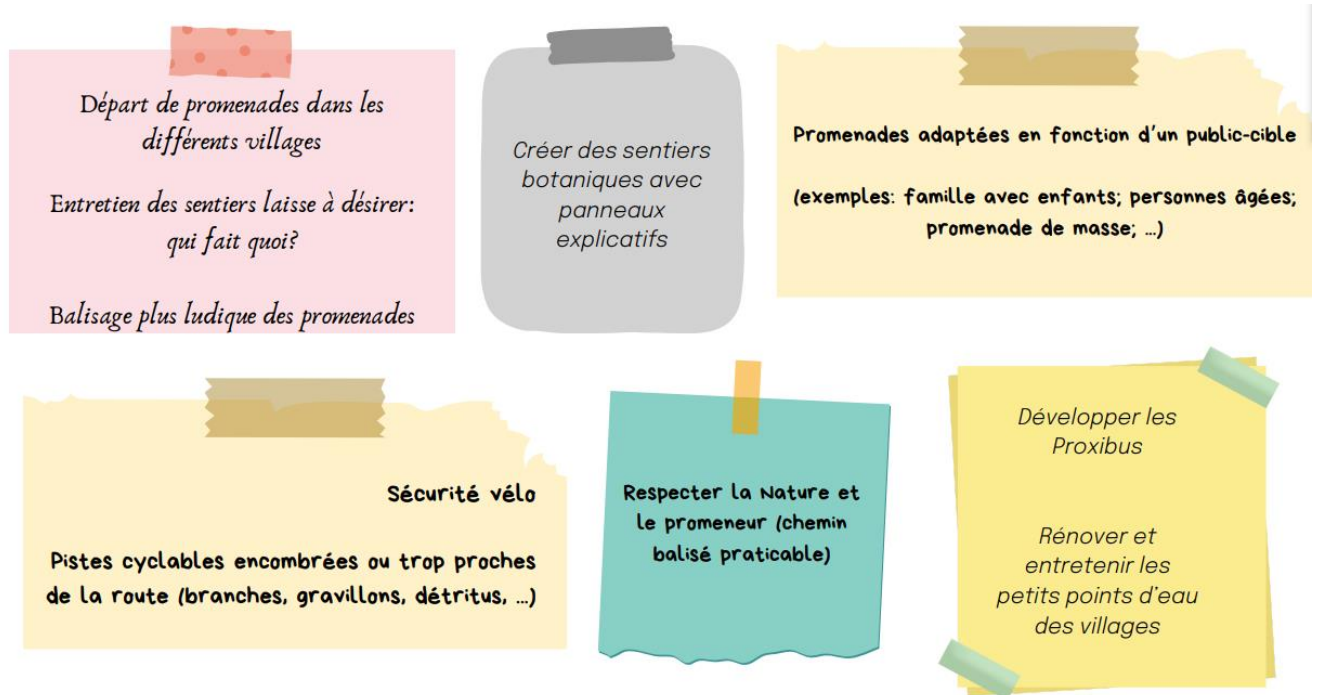 Départ de promenades dans les
différents villages
Entretien des sentiers laisse à désirer:
qui fait quoi?
Balisage plus ludique des promenades
Créer des sentiers
botaniques avec
panneaux
explicatifs
Promenades adaptées en fonction d'un public-cible
(exemples: famille avec enfants; personnes âgées;
promenade de masse; ...)
Sécurité vélo
Pistes cyclables encombrées ou trop proches
de la route (branches, gravillons, détritus, ...)
Respecter la Nature et
le promeneur (chemin
balisé praticable)
Développer les
Proxibus
Rénover et
entretenir les
petits points d'eau
des villages